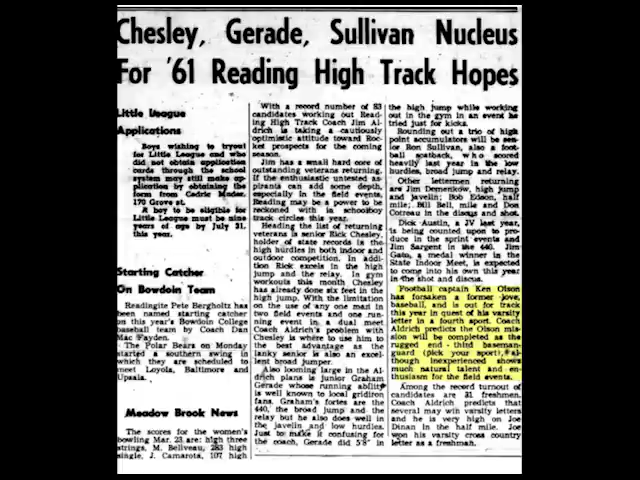 Chesley, Gerade, Sullivan Nucleus
For '61 Reading High Track Hopes
Little League
Applications
Boys wishing to tryout
for Little League and who
did not obtain application
cards through the school
system may still make ap-
plication by obtaining the
form from Cedric Mader,
170 Grove st.
A boy to be eligible for
Little League must be nine
years of age by July 31,
this year.
Starting Catcher
On Bowdoin Team
Readingite Pete Bergholtz has
been named starting catcher
on this year's Bowdoin College
baseball team by Coach Dan
Mac Fayden.
The Polar Bears on Monday
started a southern swing in
which they are scheduled to
meet Loyola, Baltimore and
Upsala.
Meadow Brook News
The scores for the women's
bowling Mar. 23 are: high three
strings, M. Beliveau, 283 high
single, J. Camarota, 107 high
With a record number of 83
candidates working out Read-
ing High Track Coach Jim Al-
drich is taking a cautiously
optimistic attitude toward Roc-
ket prospects for the coming
season.
Jim has a small hard core of
outstanding veterans returning.
If the enthusiastic untested as-
pirants can add some depth,
especially in the field events,
Reading may be a power to be
reckoned with in schoolboy
track circles this year.
Heading the list of returning
veterans is senior Rick Chesley,
holder of state records in the
high hurdles in both indoor and
outdoor competition. In addi-
tion Rick excels in the high
jump and the relay. In gym
workouts this month Chesley
has already done six feet in the
high jump. With the limitation
on the use of any one man in
two field events and one run-
ning event in a dual meet
Coach Aldrich's problem with
Chesley is where to use him to
the best advantage as the
lanky senior is also an excel-
lent broad jumper.
Also looming large in the Al-
drich plans is junior Graham
Gerade whose running ability
is well known to local gridiron
fans. Graham's fortes are the
440, the broad jump and the
relay but he also does well in
the javelin and low hurdles.
Just to make it confusing for
the coach, Gerade did 5'8" in
the high jump while working
out in the gym in an event he
tried just for kicks.
Rounding out a trio of high
point accumulators will be sen-
ior Ron Sullivan, also a foot-
ball scatback, who scored
heavily last year in the low
hurdles, broad jump and relay.
Other lettermen returning
are Jim Demenkow, high jump
and javelin; Bob Edson, half
mile; Bill Bell, mile and Don
Cotreau in the discus and shot.
Dick Austin, a JV last year,
is being counted upon to pro-
duce in the sprint events and
Jim Sargent in the 440. Jim
Gato, a medal winner in the
State Indoor Meet, is expected
to come into his own this year
in the shot and discus.
Football captain Ken Olson
has forsaken a former love,
baseball, and is out for track
this year in quest of his varsity
letter in a fourth sport. Coach
Aldrich predicts the Olson mis-
sion will be completed as the
rugged end - third baseman-
guard (pick your sport), al-
though inexperienced shows
much natural talent and en-
thusiasm for the field events.
Among the record turnout of
candidates are 31 freshmen.
Coach Aldrich predicts that
several may win varsity letters
and he is very high on Joe
Dinan in the half mile. Joe
won his varsity cross country
letter as a freshman.